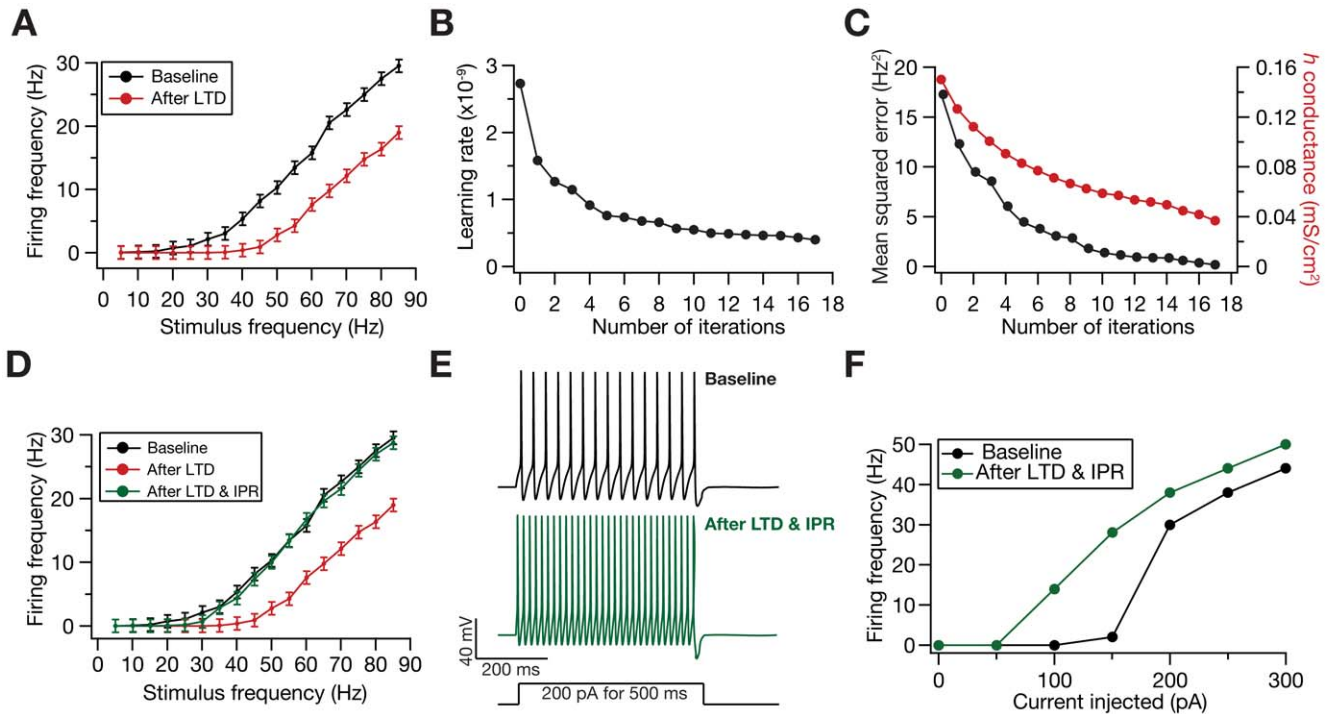 A
Firing frequency (Hz)
30
20
10
0
Baseline
After LTD
0 10 20 30 40 50 60 70 80 90
Stimulus frequency (Hz)
B
Learning rate (x10⁻⁹)
3
2
1
0
0 2 4 6 8 10 12 14 16 18
Number of iterations
C
Mean squared error (Hz²)
20
15
10
5
0
0.16
0.12
0.08
0.04
0
h conductance (mS/cm²)
0 2 4 6 8 10 12 14 16 18
Number of iterations
D
Firing frequency (Hz)
30
20
10
0
Baseline
After LTD
After LTD & IPR
0 10 20 30 40 50 60 70 80 90
Stimulus frequency (Hz)
E
Baseline
After LTD & IPR
40 mV
200 ms
200 pA for 500 ms
F
Firing frequency (Hz)
50
40
30
20
10
0
Baseline
After LTD & IPR
0 100 200 300
Current injected (pA)